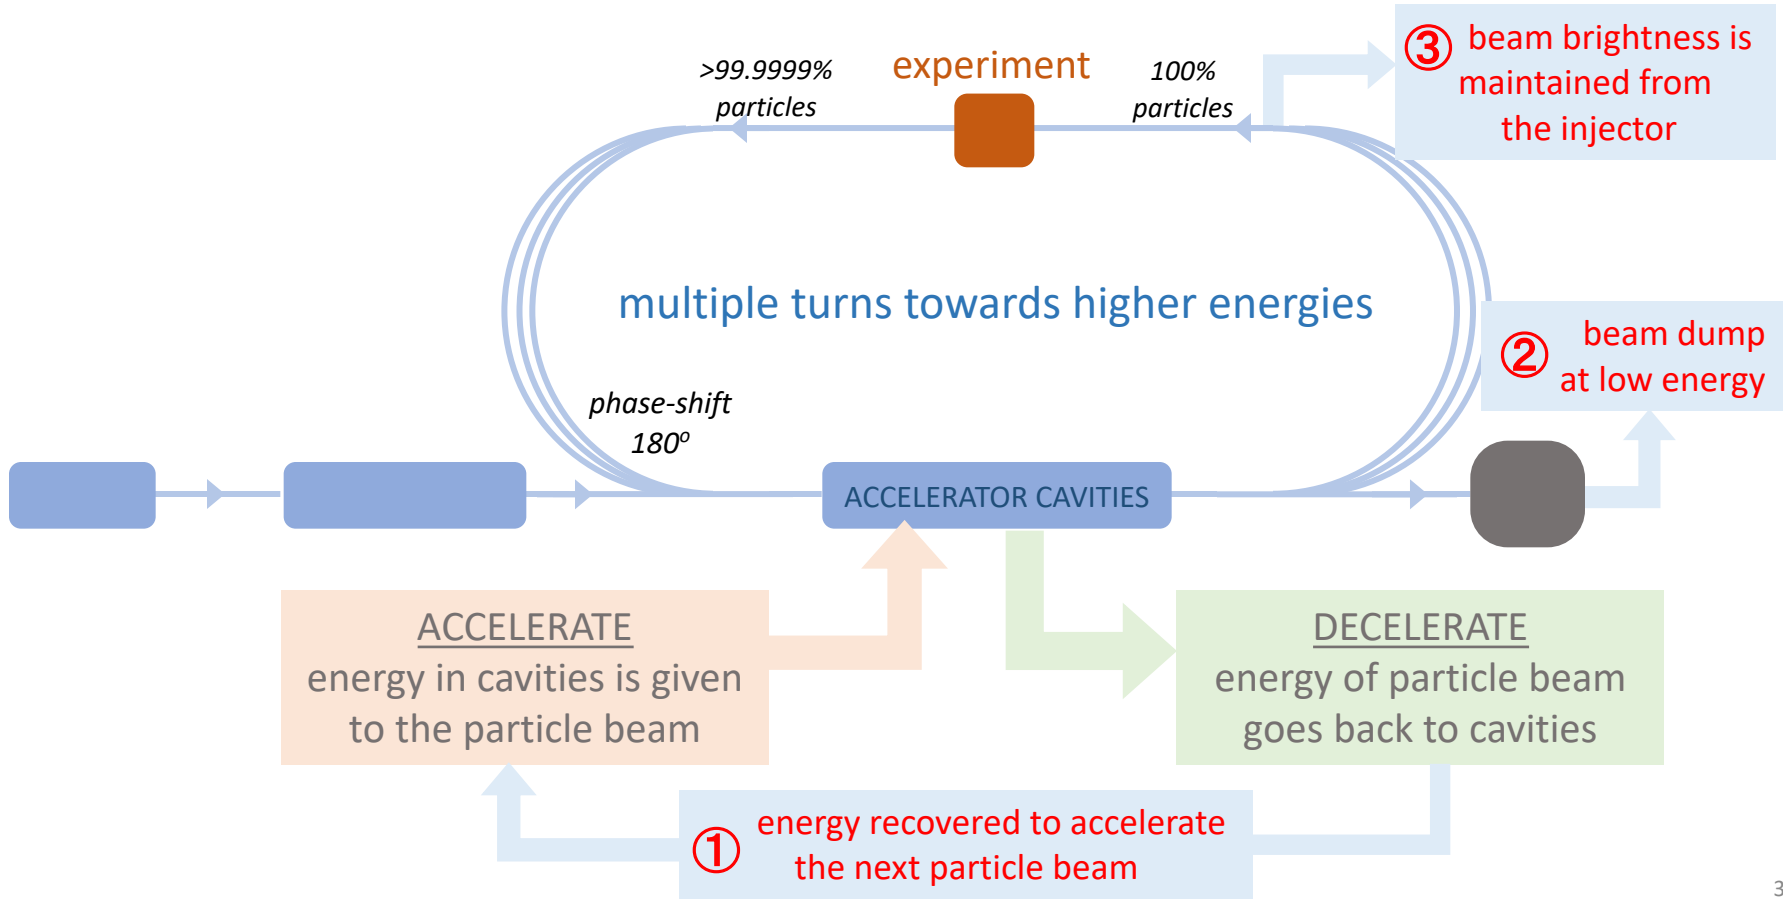 >99.9999%
particles
experiment
100%
particles
③ beam brightness is
maintained from
the injector
multiple turns towards higher energies
② beam dump
at low energy
phase-shift
180º
ACCELERATOR CAVITIES
ACCELERATE
energy in cavities is given
to the particle beam
DECELERATE
energy of particle beam
goes back to cavities
① energy recovered to accelerate
the next particle beam
3